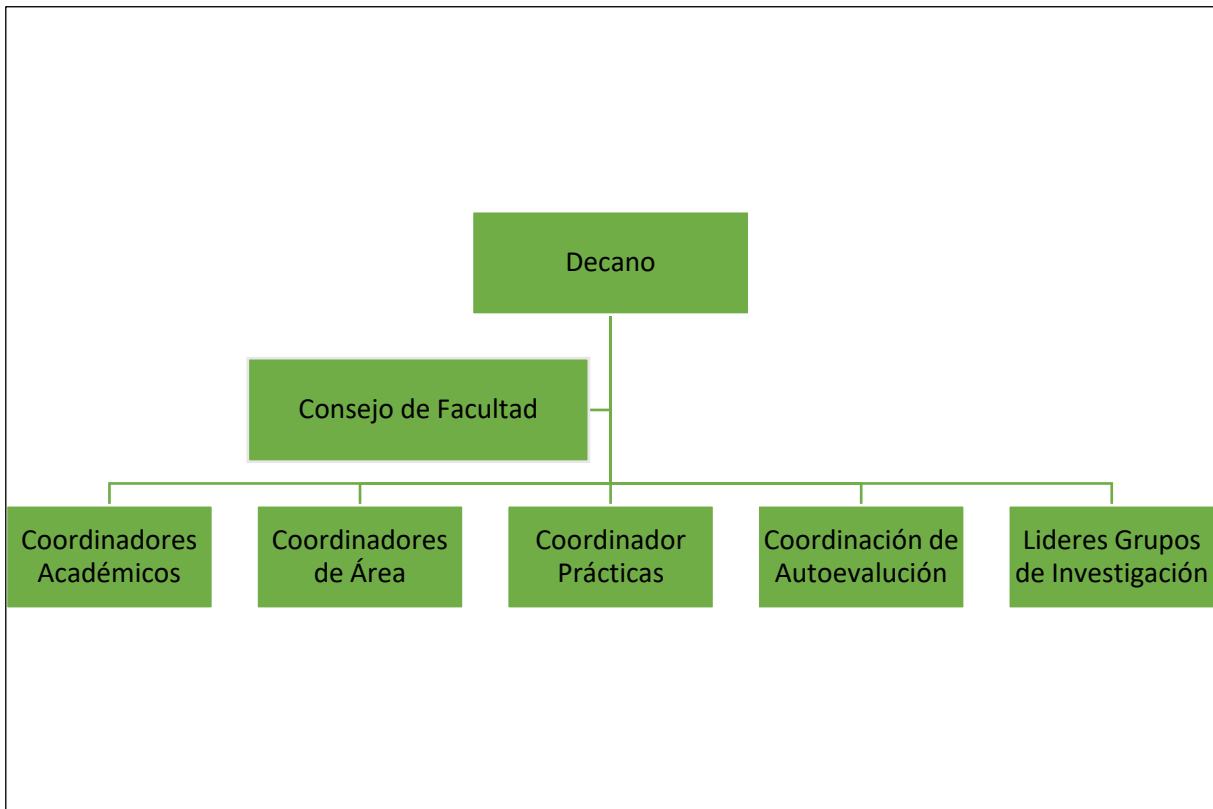 Decano
Consejo de Facultad
Coordinadores
Académicos
Coordinadores
de Área
Coordinador
Prácticas
Coordinación de
Autoevalución
Lideres Grupos
de Investigación